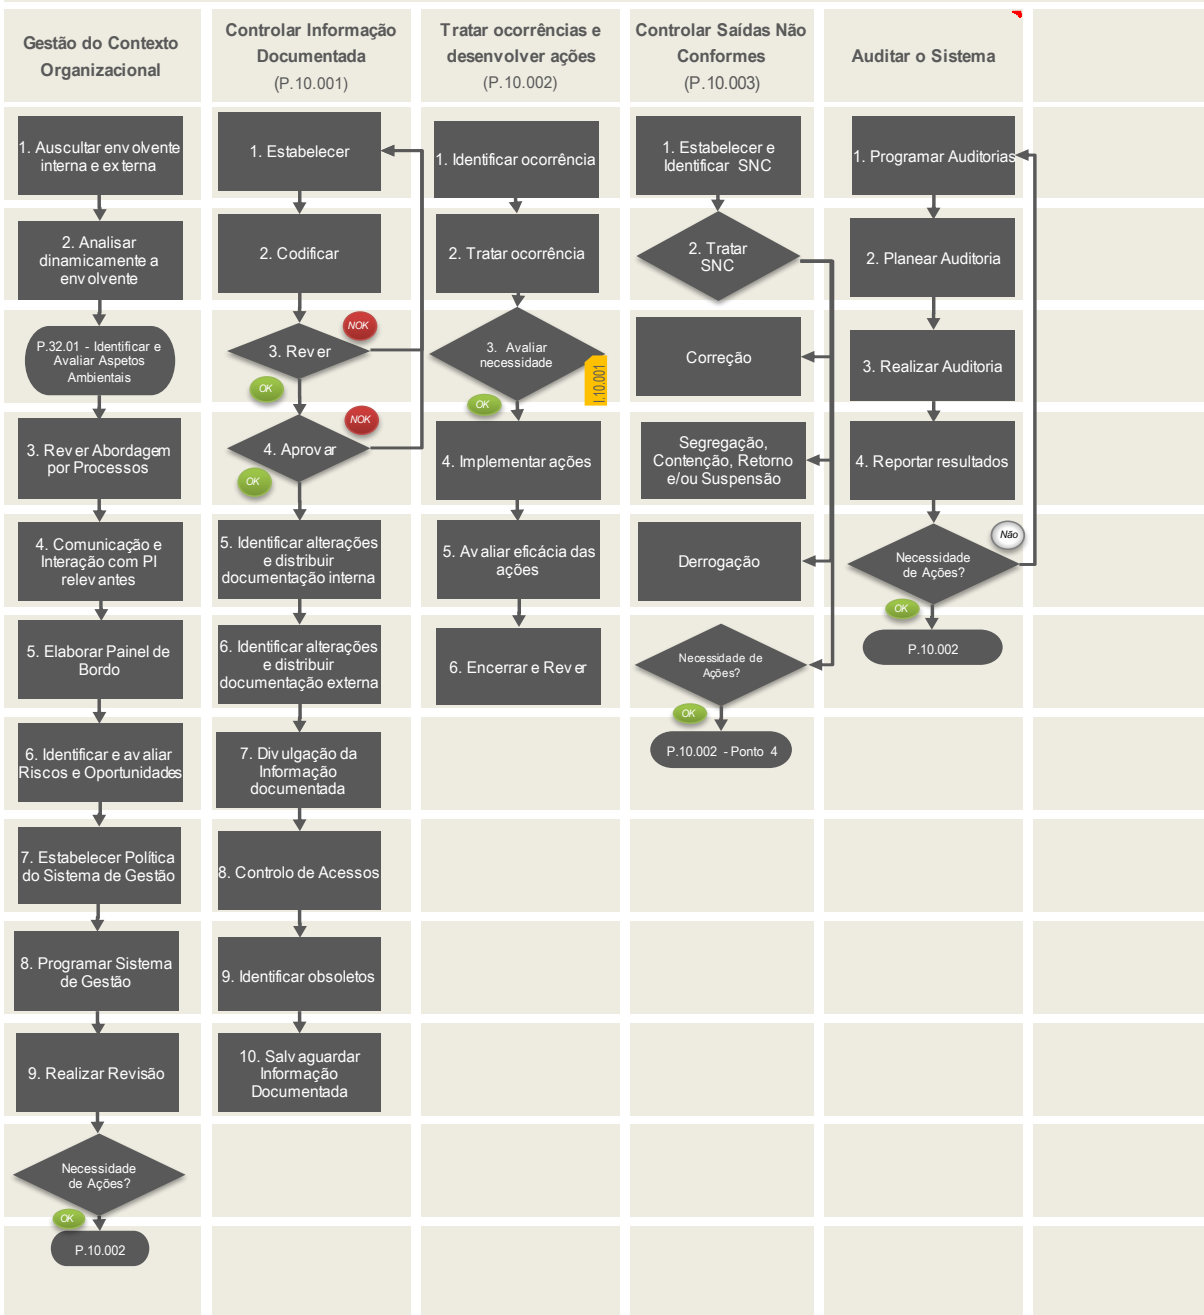 Gestão do Contexto
Organizacional
Controlar Informação
Documentada
(P.10.001)
Tratar ocorrências e
desenvolver ações
(P.10.002)
Controlar Saídas Não
Conformes
(P.10.003)
Auditar o Sistema
1. Auscultar envolvente
interna e externa
2. Analisar
dinamicamente a
envolvente
P.32.01 - Identificar e
Avaliar Aspetos
Ambientais
3. Rever Abordagem
por Processos
4. Comunicação e
Interação com PI
relevantes
5. Elaborar Painel de
Bordo
6. Identificar e avaliar
Riscos e Oportunidades
7. Estabelecer Política
do Sistema de Gestão
8. Programar Sistema
de Gestão
9. Realizar Revisão
Necessidade
de Ações?
OK
P.10.002
1. Estabelecer
2. Codificar
3. Rever
NOK
OK
4. Aprovar
NOK
OK
5. Identificar alterações
e distribuir
documentação interna
6. Identificar alterações
e distribuir
documentação externa
7. Divulgação da
Informação
documentada
8. Controlo de Acessos
9. Identificar obsoletos
10. Salvaguardar
Informação
Documentada
1. Identificar ocorrência
2. Tratar ocorrência
3. Avaliar
necessidade
I.10.001
OK
4. Implementar ações
5. Avaliar eficácia das
ações
6. Encerrar e Rever
1. Estabelecer e
Identificar SNC
2. Tratar
SNC
Correção
Segregação,
Contenção, Retorno
e/ou Suspensão
Derrogação
Necessidade de
Ações?
OK
P.10.002 - Ponto 4
1. Programar Auditorias
2. Planear Auditoria
3. Realizar Auditoria
4. Reportar resultados
Não
Necessidade
de Ações?
OK
P.10.002